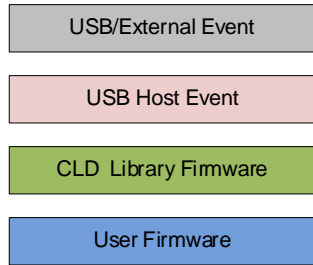 USB/External Event
USB Host Event
CLD Library Firmware
User Firmware